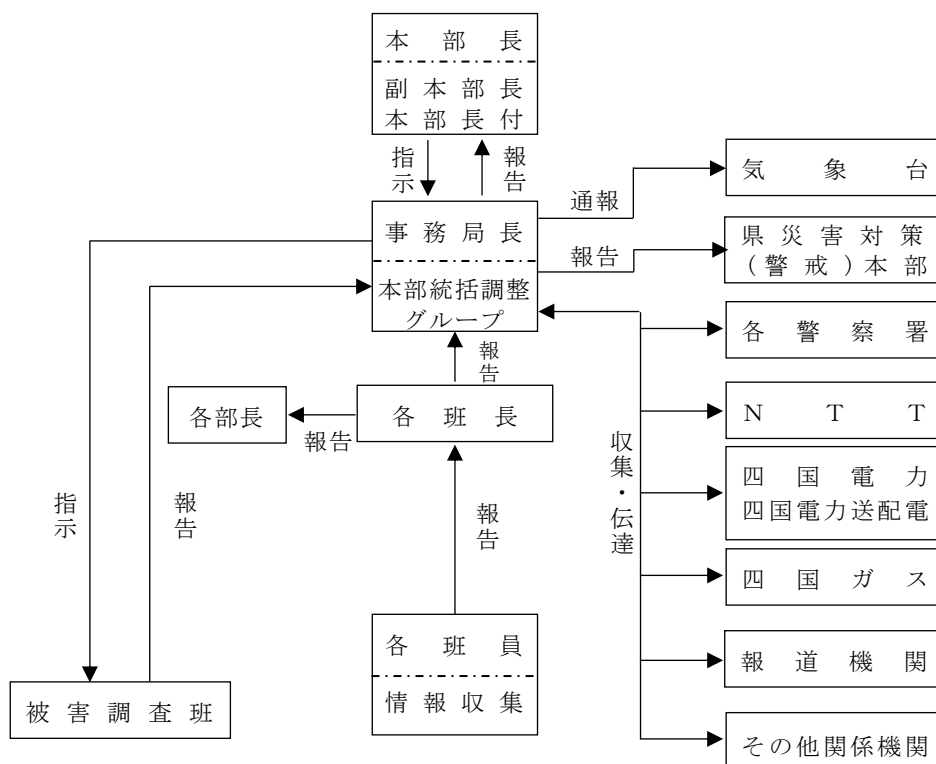 本部長
副本部長
本部長付
指示
報告
気象台
通報
事務局長
県災害対策
(警戒)本部
報告
本部統括調整
グループ
各警察署
報告
各部長
各班長
報告
NTT
収集・伝達
四国電力
四国電力送配電
指示
報告
報告
四国ガス
各班員
情報収集
報道機関
被害調査班
その他関係機関